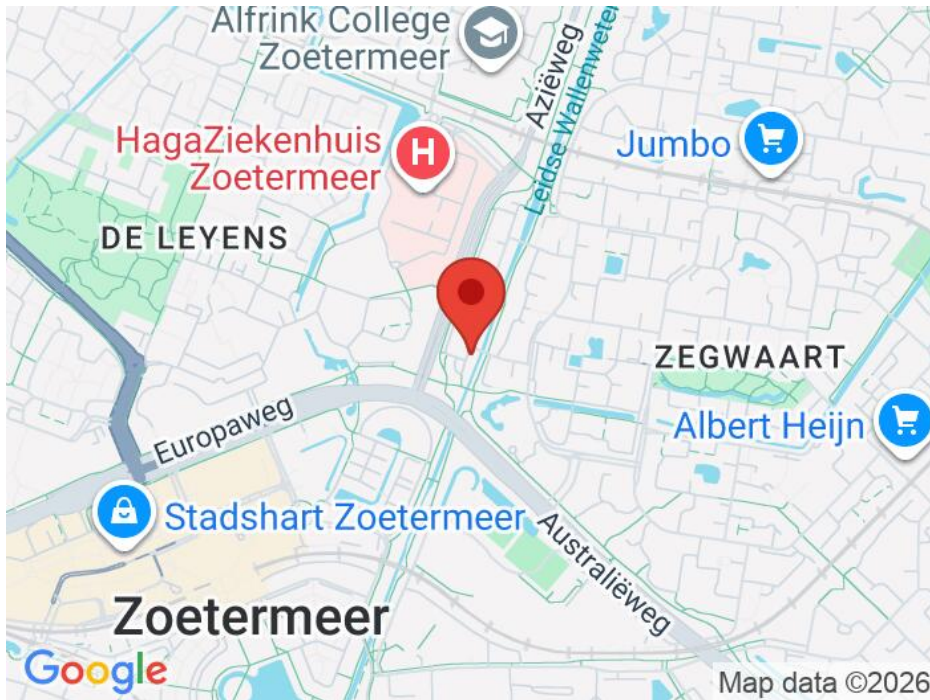 Alfrink College
Zoetermeer
Aziëweg
Leidse Wallenweteri
HagaZiekenhuis
Zoetermeer
H
Jumbo
DE LEYENS
ZEGWAART
Albert Heijn
Europaweg
Stadshart Zoetermeer
Australiëweg
Zoetermeer
Google
Map data ©2026